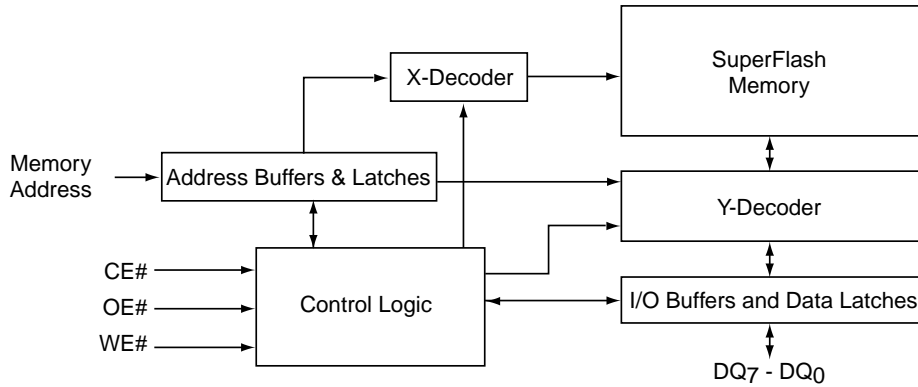 SuperFlash
Memory
X-Decoder
Memory
Address
Address Buffers & Latches
Y-Decoder
CE#
OE#
WE#
Control Logic
I/O Buffers and Data Latches
DQ7 - DQ0